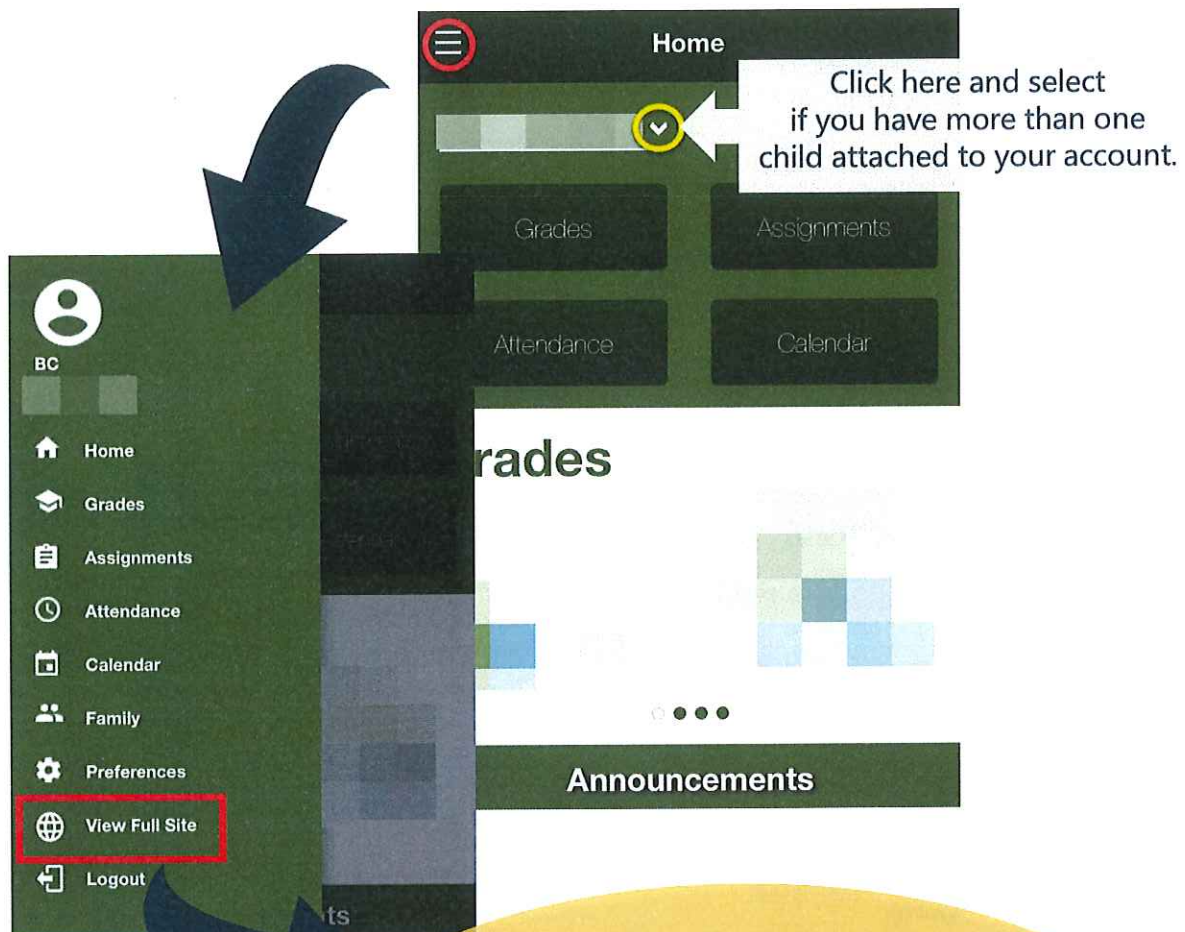 Home
Click here and select
if you have more than one
child attached to your account.
Grades
Assignments
Attendance
Calendar
BC
Home
Grades
Assignments
Attendance
Calendar
Family
Preferences
View Full Site
Logout
rades
Announcements
ts